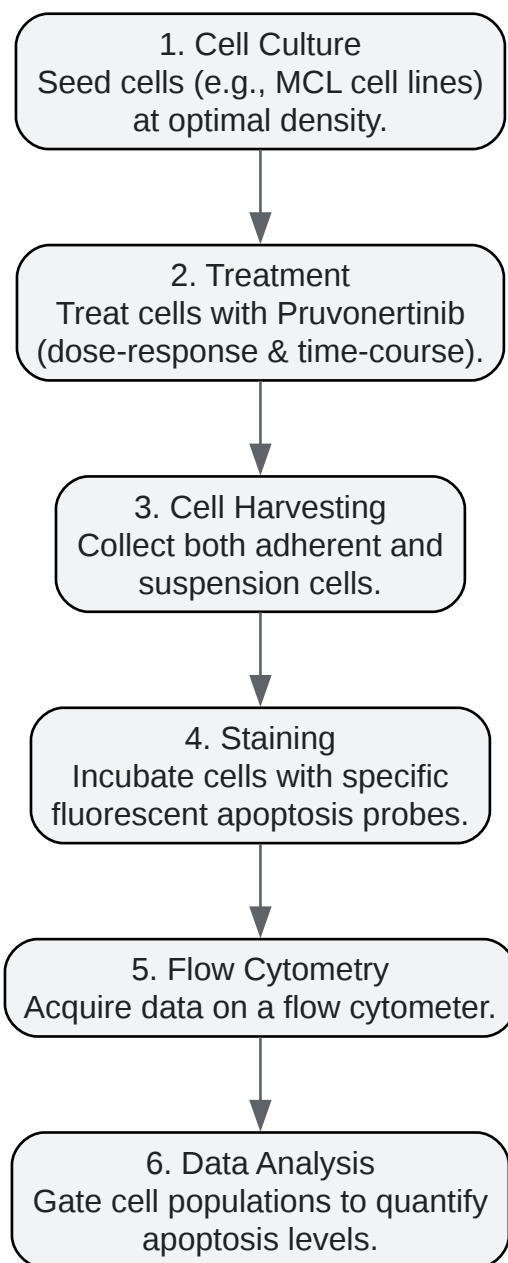 1. Cell Culture
Seed cells (e.g., MCL cell lines)
at optimal density.
2. Treatment
Treat cells with Pruvonertinib
(dose-response & time-course).
3. Cell Harvesting
Collect both adherent and
suspension cells.
4. Staining
Incubate cells with specific
fluorescent apoptosis probes.
5. Flow Cytometry
Acquire data on a flow cytometer.
6. Data Analysis
Gate cell populations to quantify
apoptosis levels.